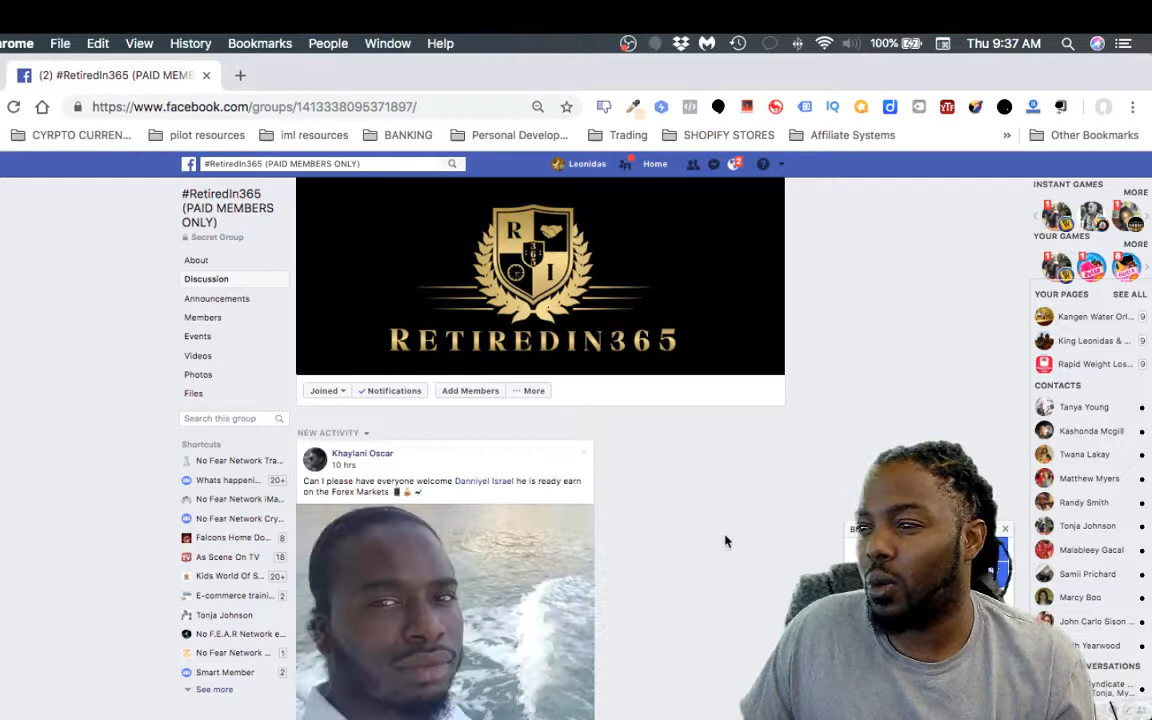 hrome File Edit View History Bookmarks People Window Help 100% Thu 9:37 AM
(2) #RetiredIn365 (PAID MEMB
https://www.facebook.com/groups/1413338095371897/
CYRPTO CURREN... pilot resources iml resources BANKING Personal Develop... Trading SHOPIFY STORES Affiliate Systems » Other Bookmarks
#RetiredIn365 (PAID MEMBERS ONLY) Leonidas Home 2
#RetiredIn365
(PAID MEMBERS
ONLY)
Secret Group
About
Discussion
Announcements
Members
Events
Videos
Photos
Files
Search this group
Shortcuts
No Fear Network Tra...
Whats happeni... 20+
No Fear Network iMa...
No Fear Network Cry...
Falcons Home Do... 8
As Scene On TV 18
Kids World Of S... 20+
E-commerce traini... 2
Tonja Johnson
No F.E.A.R Network e...
No Fear Network ... 1
Smart Member 2
See more
R
I
365
RETIREDIN365
Joined Notifications Add Members ... More
NEW ACTIVITY
Khaylani Oscar
10 hrs
Can I please have everyone welcome Danniyel Israel he is ready earn
on the Forex Markets
INSTANT GAMES
MORE
YOUR GAMES
MORE
YOUR PAGES SEE ALL
Kangen Water Orl... 9
King Leonidas & ... 9
Rapid Weight Los... 9
CONTACTS
Tanya Young
Kashonda Mcgill
Twana Lakay
Matthew Myers
Randy Smith
Tonja Johnson
Malableey Gacal
Samii Prichard
Marcy Boo
John Carlo Sison ...
Yearwood